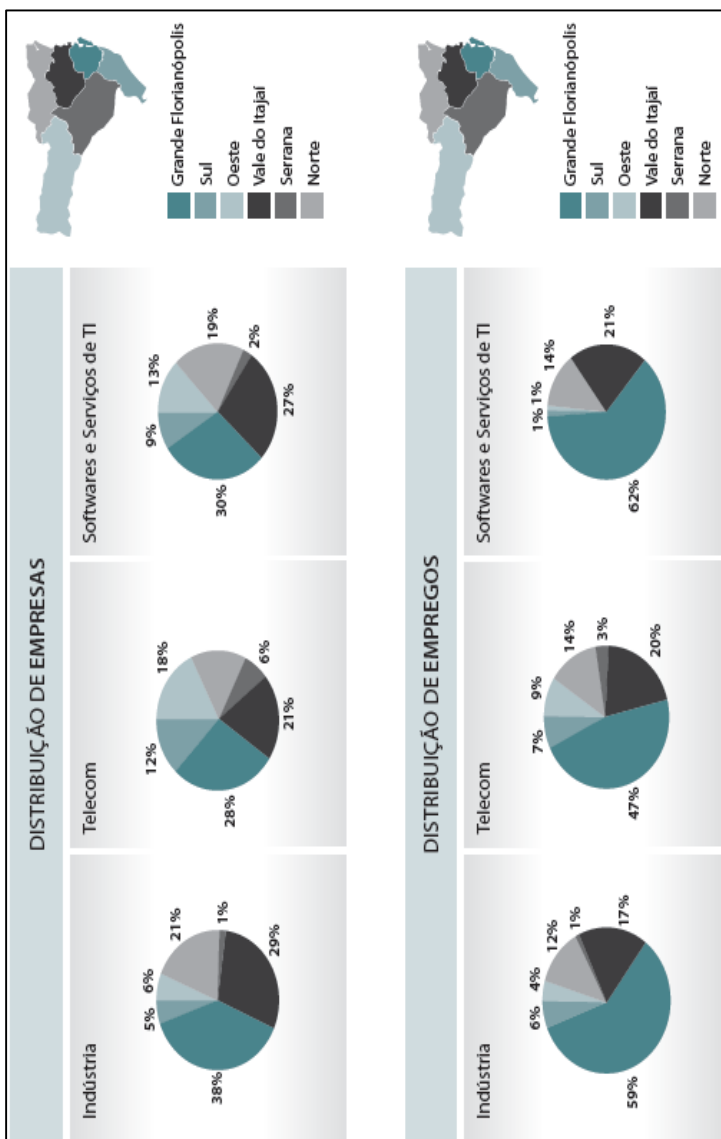 DISTRIBUIÇÃO DE EMPRESAS
Indústria
38%
5%
6%
21%
1%
29%
Telecom
28%
12%
18%
6%
21%
Softwares e Serviços de TI
30%
9%
13%
19%
2%
27%
Grande Florianópolis
Sul
Oeste
Vale do Itajaí
Serrana
Norte
DISTRIBUIÇÃO DE EMPREGOS
Indústria
59%
6%
4%
12%
1%
17%
Telecom
47%
7%
9%
14%
3%
20%
Softwares e Serviços de TI
62%
1%
1%
14%
21%
Grande Florianópolis
Sul
Oeste
Vale do Itajaí
Serrana
Norte